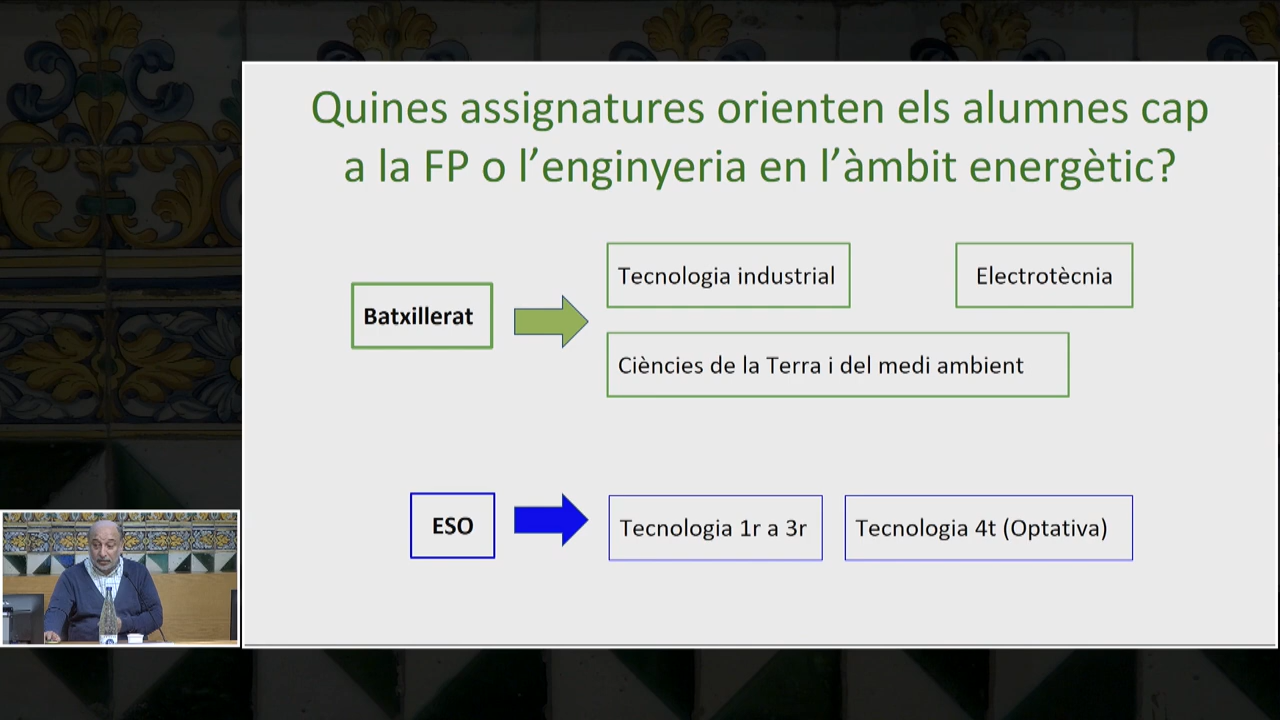 Quines assignatures orienten els alumnes cap
a la FP o l’enginyeria en l’àmbit energètic?
Tecnologia industrial
Electrotècnia
Batxillerat
Ciències de la Terra i del medi ambient
ESO
Tecnologia 1r a 3r
Tecnologia 4t (Optativa)